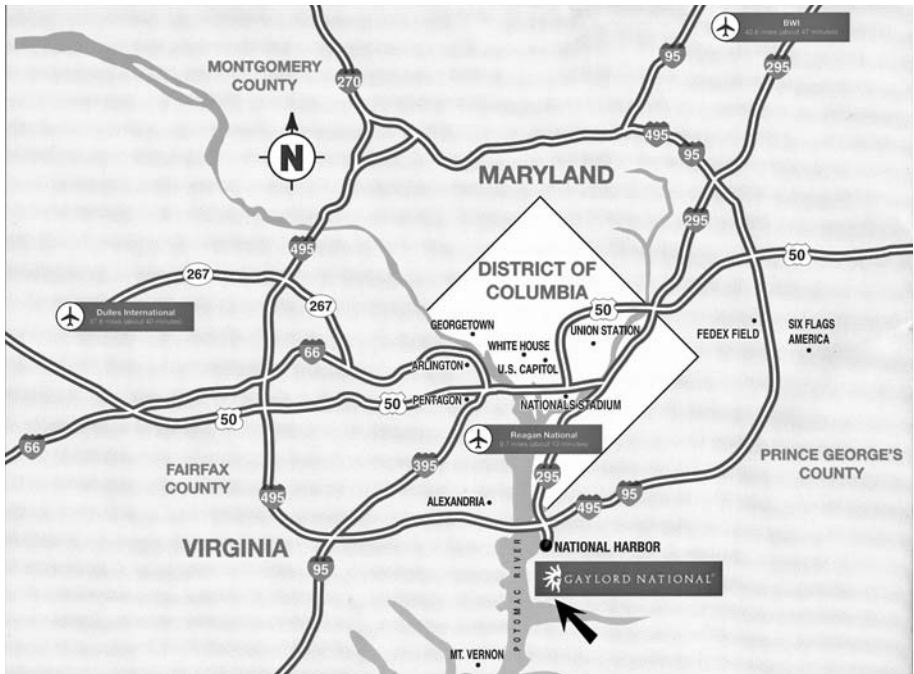 BWI
95
295
MONTGOMERY
COUNTY
270
N
495
95
MARYLAND
295
495
50
267
DISTRICT OF
COLUMBIA
267
Dulles International
50
GEORGETOWN
UNION STATION
FEDEX FIELD
SIX FLAGS
AMERICA
66
WHITE HOUSE
ARLINGTON
U.S. CAPITOL
50
50
PENTAGON
NATIONALS STADIUM
66
Reagan National
395
PRINCE GEORGE'S
COUNTY
FAIRFAX
COUNTY
295
495
95
495
ALEXANDRIA
VIRGINIA
NATIONAL HARBOR
95
GAYLORD NATIONAL
POTOMAC RIVER
MT. VERNON